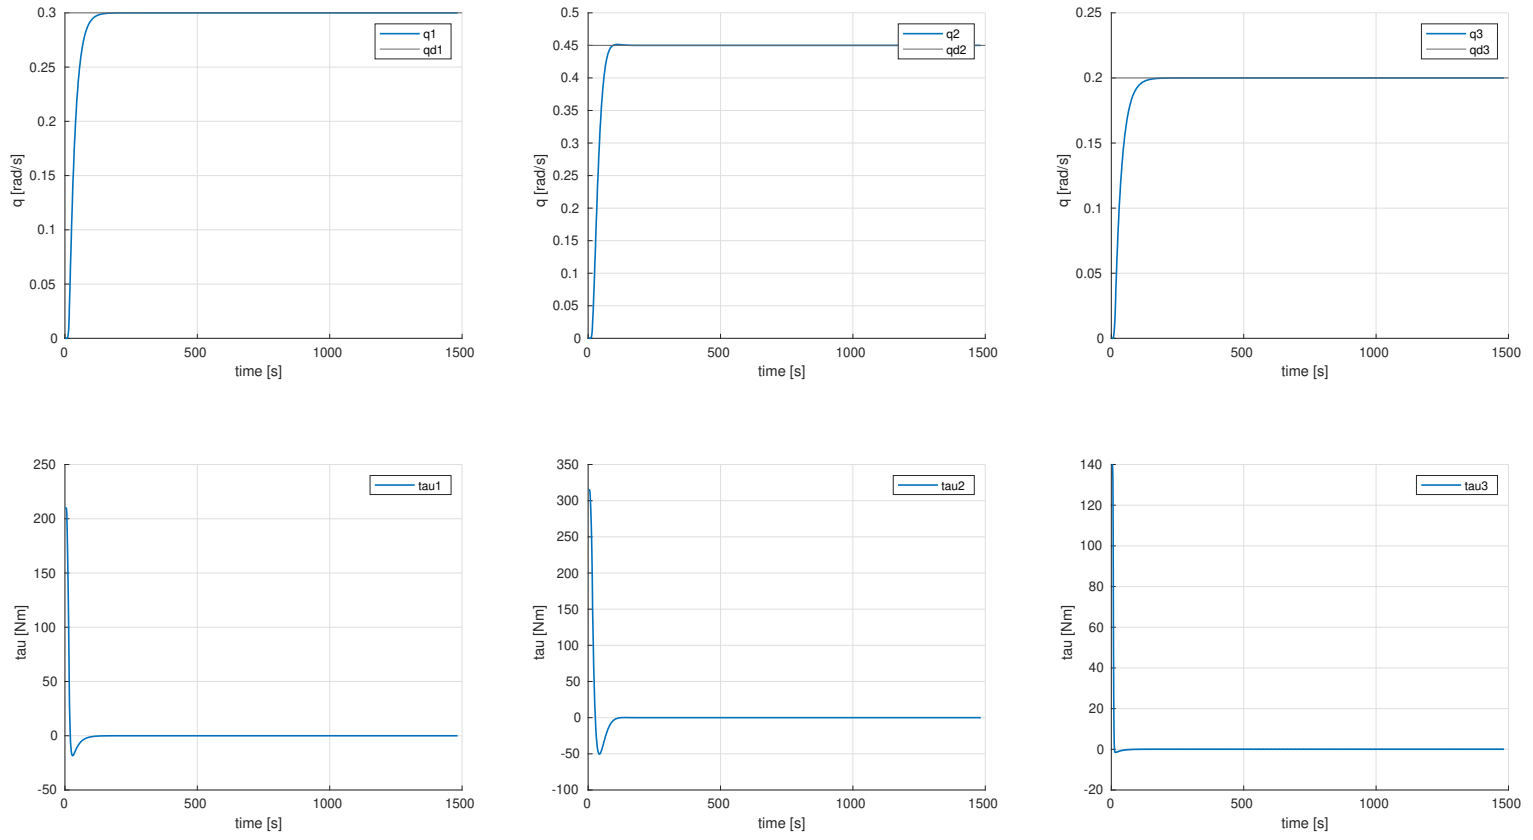 0.3
0.25
0.2
0.15
0.1
0.05
0
q [rad/s]
q1
qd1
0 500 1000 1500
time [s]
0.5
0.45
0.4
0.35
0.3
0.25
0.2
0.15
0.1
0.05
0
q [rad/s]
q2
qd2
0 500 1000 1500
time [s]
0.25
0.2
0.15
0.1
0.05
0
q [rad/s]
q3
qd3
0 500 1000 1500
time [s]
250
200
150
100
50
0
-50
tau [Nm]
tau1
0 500 1000 1500
time [s]
350
300
250
200
150
100
50
0
-50
-100
tau [Nm]
tau2
0 500 1000 1500
time [s]
140
120
100
80
60
40
20
0
-20
tau [Nm]
tau3
0 500 1000 1500
time [s]